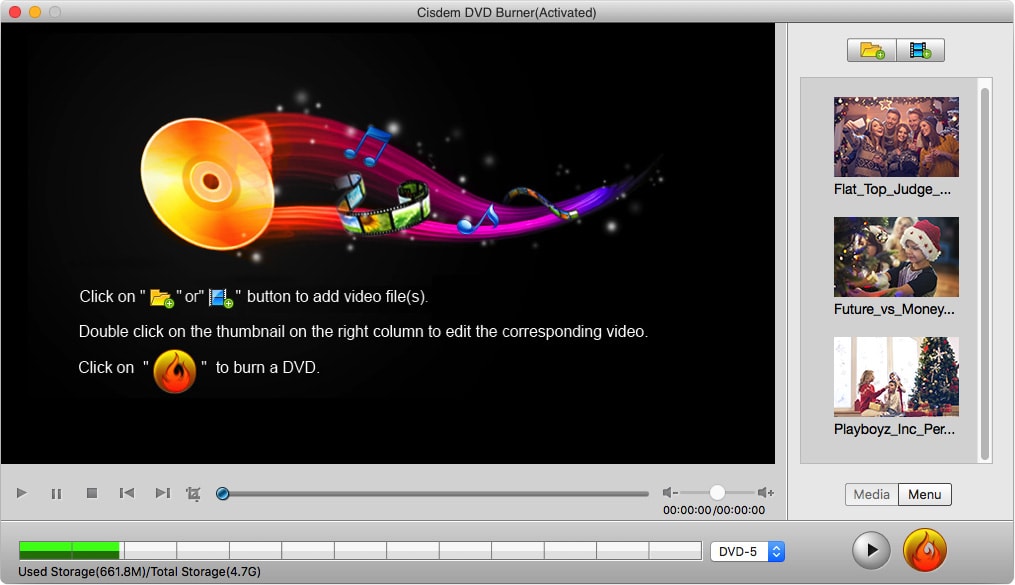 Cisdem DVD Burner(Activated)
Click on " " or" " button to add video file(s).
Double click on the thumbnail on the right column to edit the corresponding video.
Click on " " to burn a DVD.
Flat_Top_Judge_...
Future_vs_Money...
Playboyz_Inc_Per...
00:00:00/00:00:00
Media Menu
DVD-5
Used Storage(661.8M)/Total Storage(4.7G)